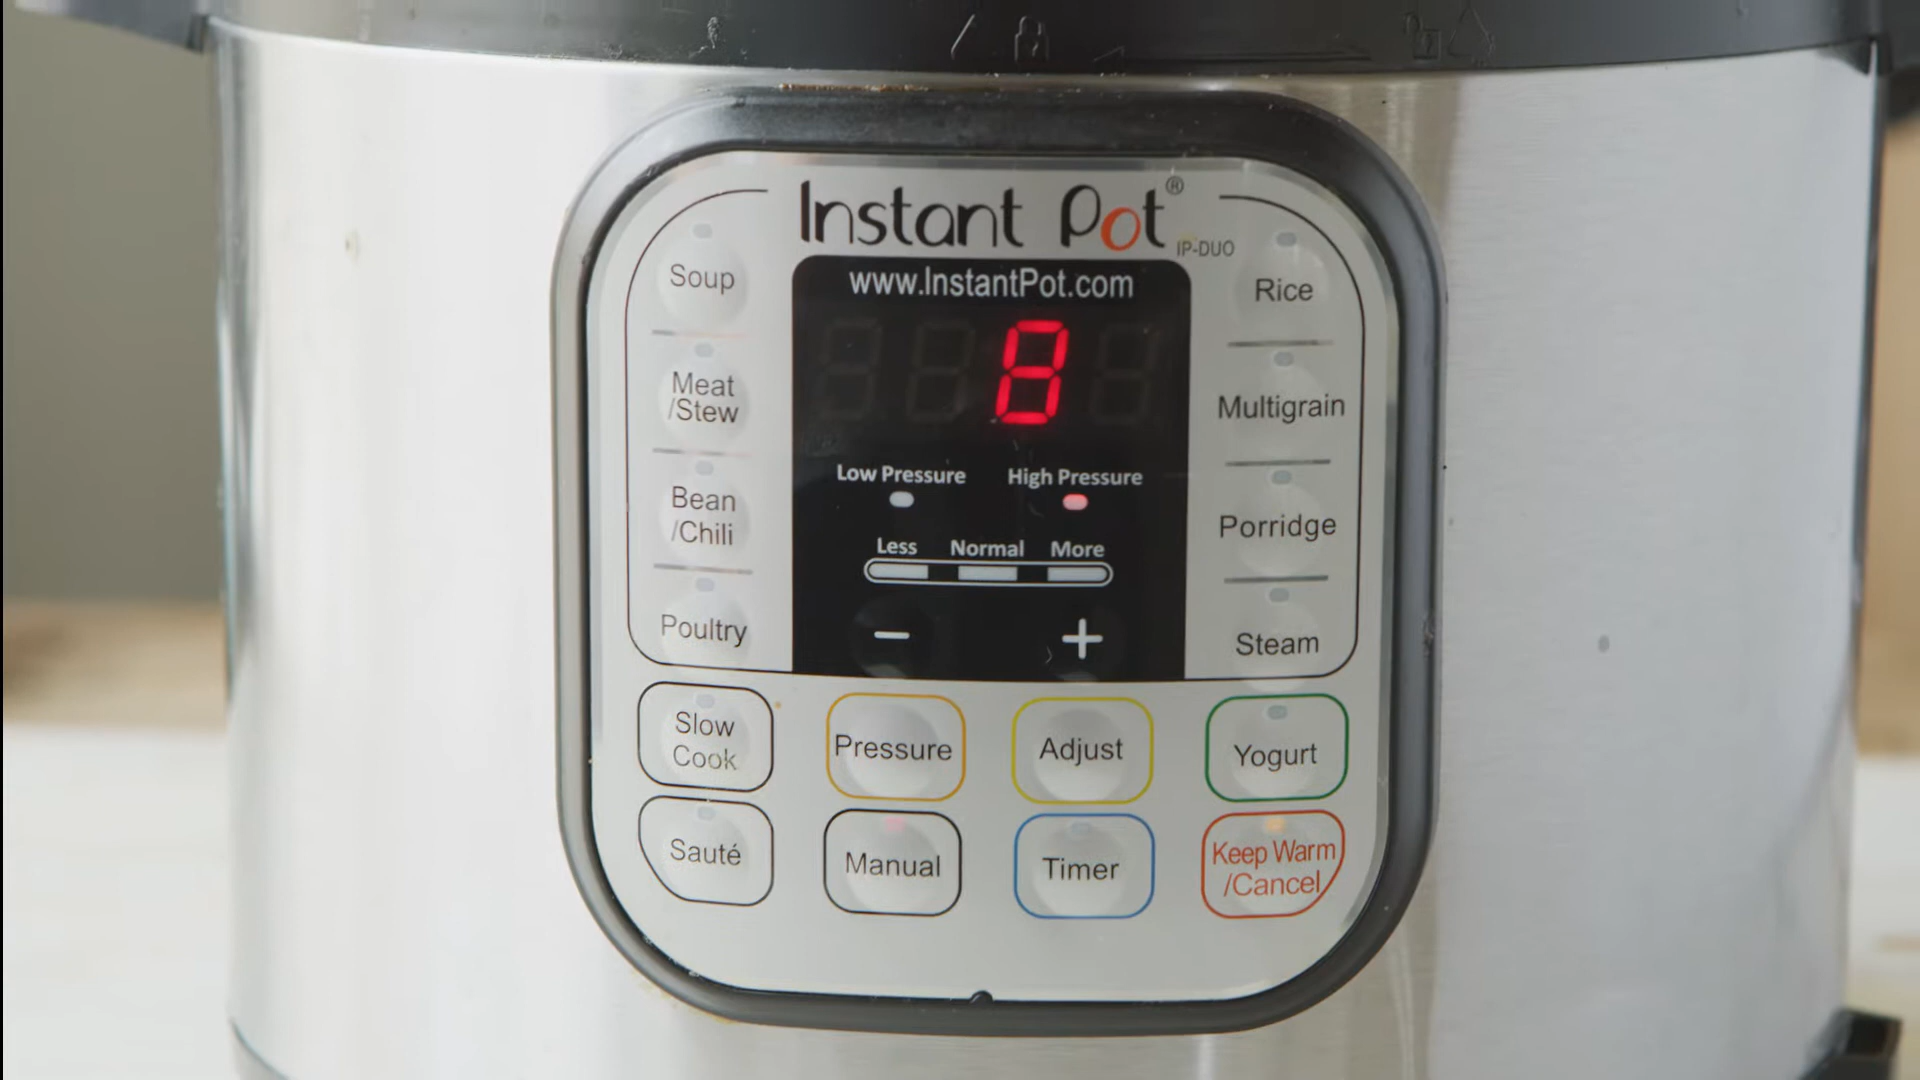 Instant Pot®
IP-DUO
www.InstantPot.com
8
Low Pressure
High Pressure
Less Normal More
− +
Soup
Meat
/Stew
Bean
/Chili
Poultry
Rice
Multigrain
Porridge
Steam
Slow
Cook
Pressure
Adjust
Yogurt
Sauté
Manual
Timer
Keep Warm
/Cancel